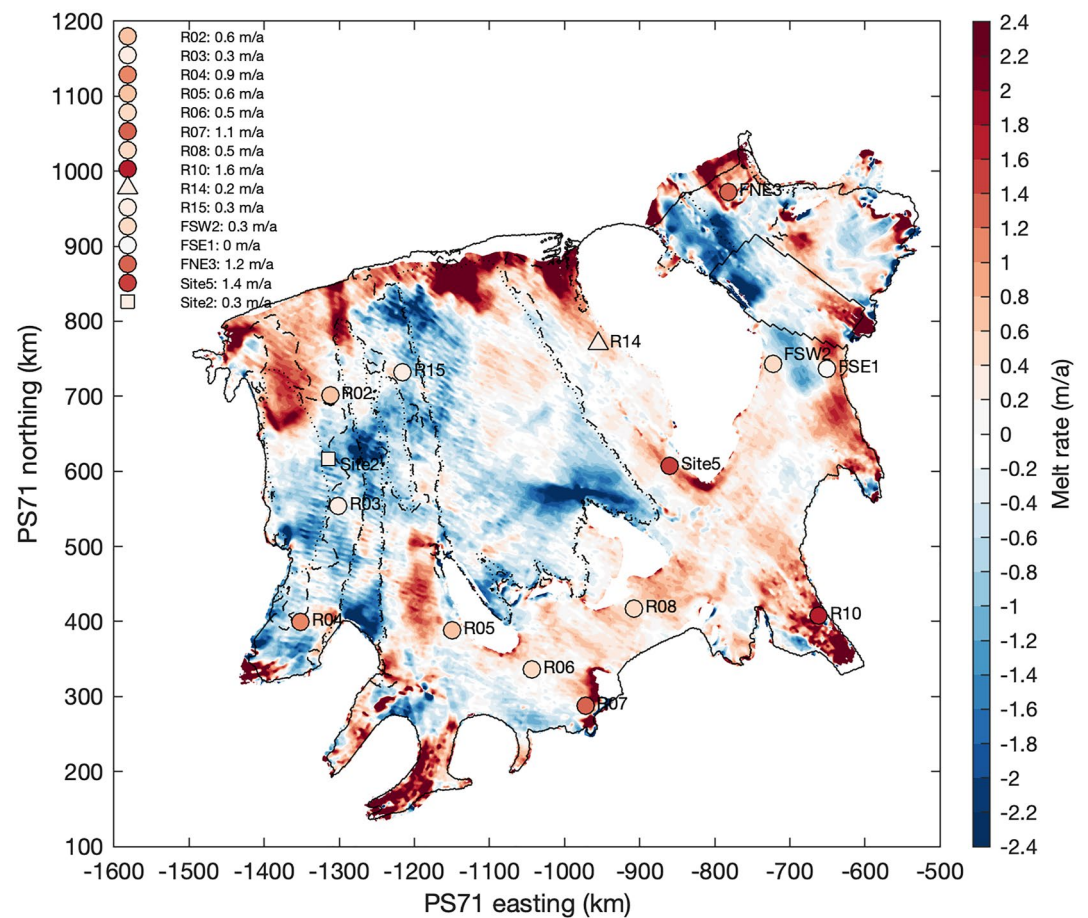 1200
1100
1000
900
800
700
600
500
400
300
200
100
PS71 northing (km)
R02: 0.6 m/a
R03: 0.3 m/a
R04: 0.9 m/a
R05: 0.6 m/a
R06: 0.5 m/a
R07: 1.1 m/a
R08: 0.5 m/a
R10: 1.6 m/a
R14: 0.2 m/a
R15: 0.3 m/a
FSW2: 0.3 m/a
FSE1: 0 m/a
FNE3: 1.2 m/a
Site5: 1.4 m/a
Site2: 0.3 m/a
FNE3
R14
FSW2
FSE1
R15
R02
Site2
Site5
R03
R08
R10
R04
R05
R06
R07
-1600 -1500 -1400 -1300 -1200 -1100 -1000 -900 -800 -700 -600 -500
PS71 easting (km)
2.4
2.2
2
1.8
1.6
1.4
1.2
1
0.8
0.6
0.4
0.2
0
-0.2
-0.4
-0.6
-0.8
-1
-1.2
-1.4
-1.6
-1.8
-2
-2.2
-2.4
Melt rate (m/a)